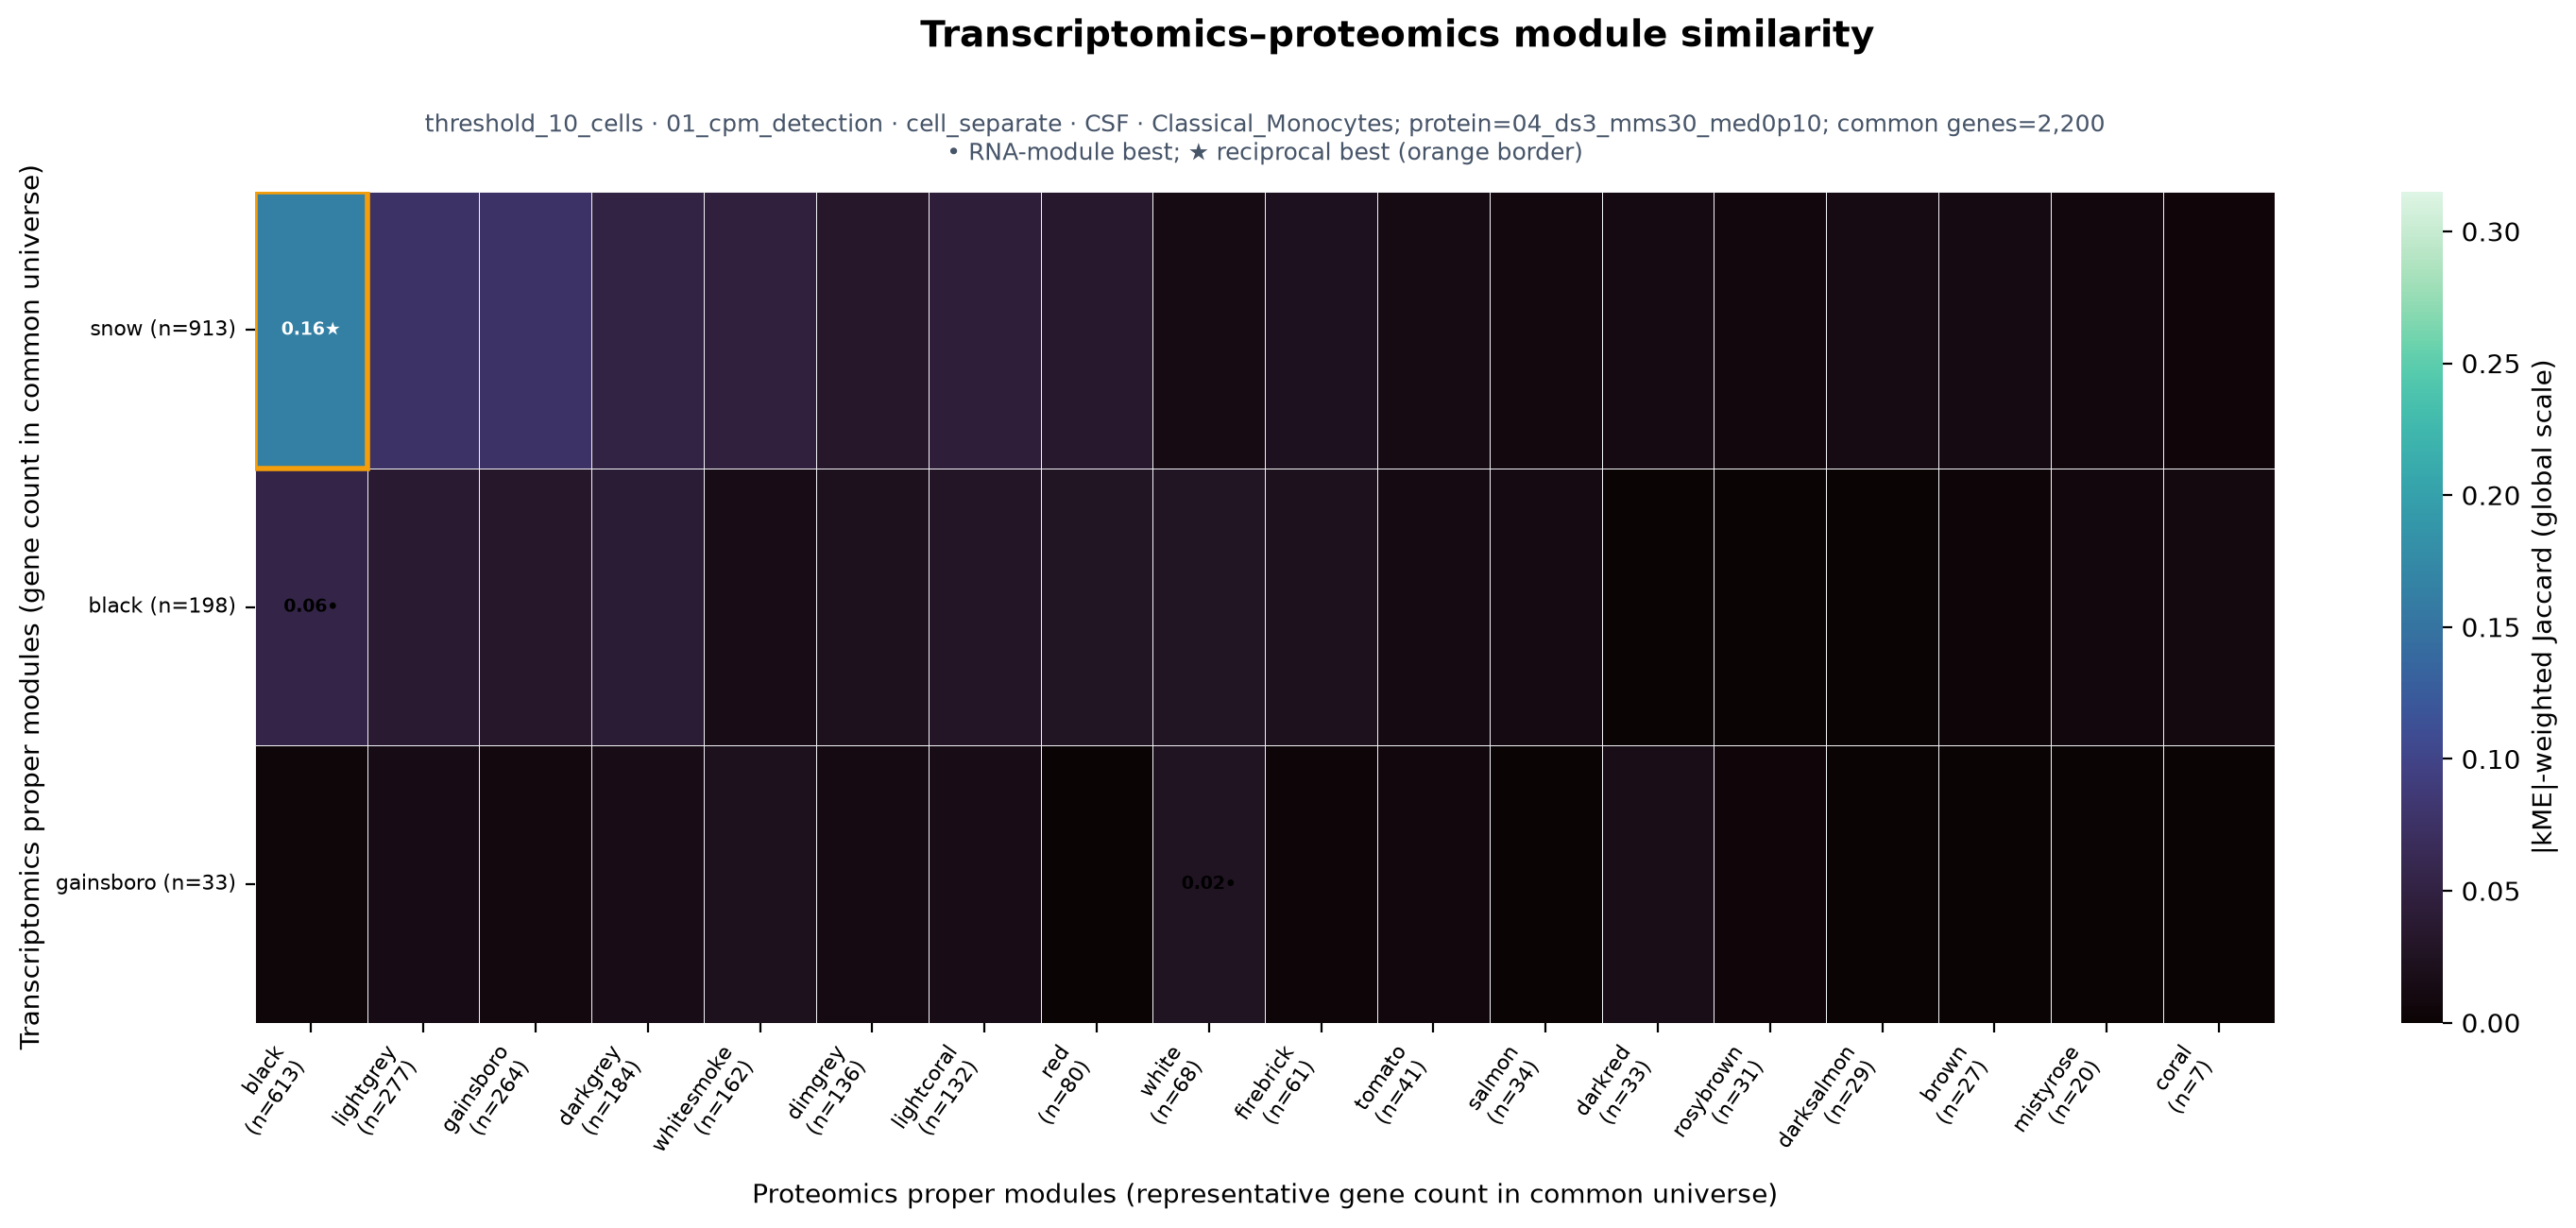 Transcriptomics–proteomics module similarity
threshold_10_cells · 01_cpm_detection · cell_separate · CSF · Classical_Monocytes; protein=04_ds3_mms30_med0p10; common genes=2,200
• RNA-module best; ★ reciprocal best (orange border)
Transcriptomics proper modules (gene count in common universe)
snow (n=913)
black (n=198)
gainsboro (n=33)
0.16★
0.06•
0.02•
black
(n=613)
lightgrey
(n=277)
gainsboro
(n=264)
darkgrey
(n=184)
whitesmoke
(n=162)
dimgrey
(n=136)
lightcoral
(n=132)
red
(n=80)
white
(n=68)
firebrick
(n=61)
tomato
(n=41)
salmon
(n=34)
darkred
(n=33)
rosybrown
(n=31)
darksalmon
(n=29)
brown
(n=27)
mistyrose
(n=20)
coral
(n=7)
Proteomics proper modules (representative gene count in common universe)
0.30
0.25
0.20
0.15
0.10
0.05
0.00
|kME|-weighted Jaccard (global scale)